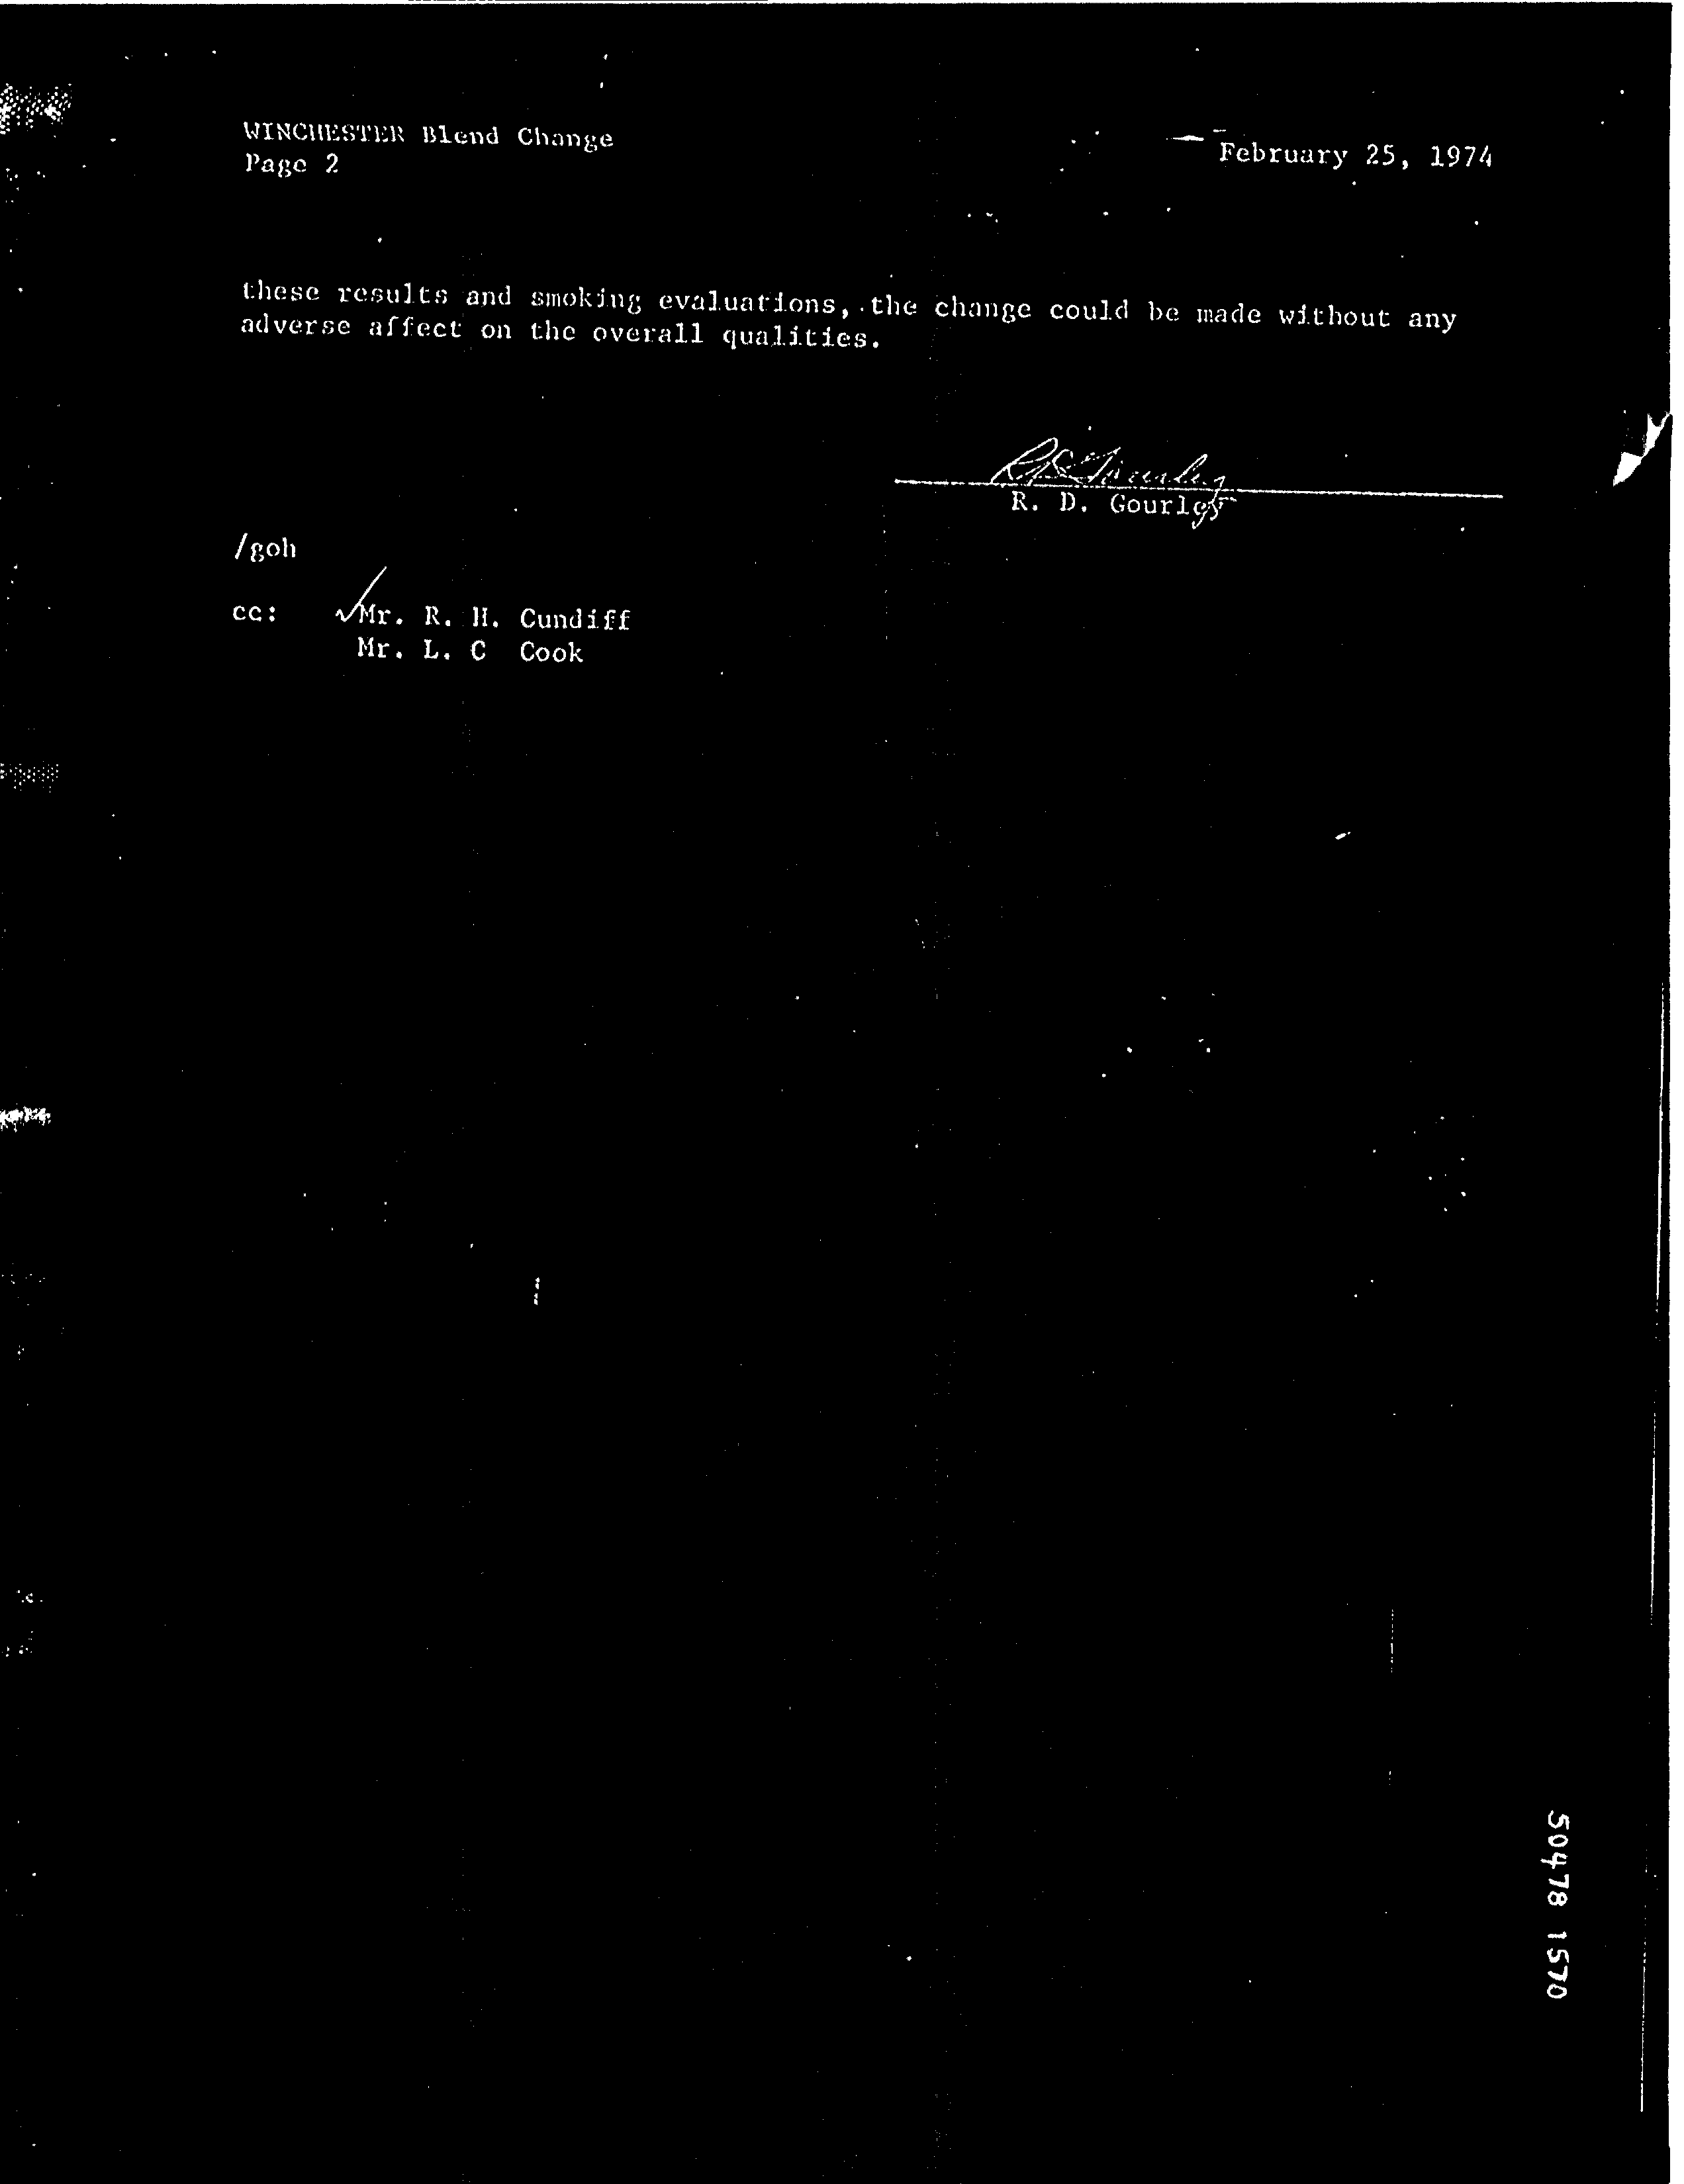 WINCHESTER Blend Change
Page 2
February 25, 1974
these results and smoking evaluations, the change could be made without any
adverse affect on the overall qualities.
R. D. Gourley
/goh
cc: ✓Mr. R. H. Cundiff
Mr. L. C Cook
50478 1570